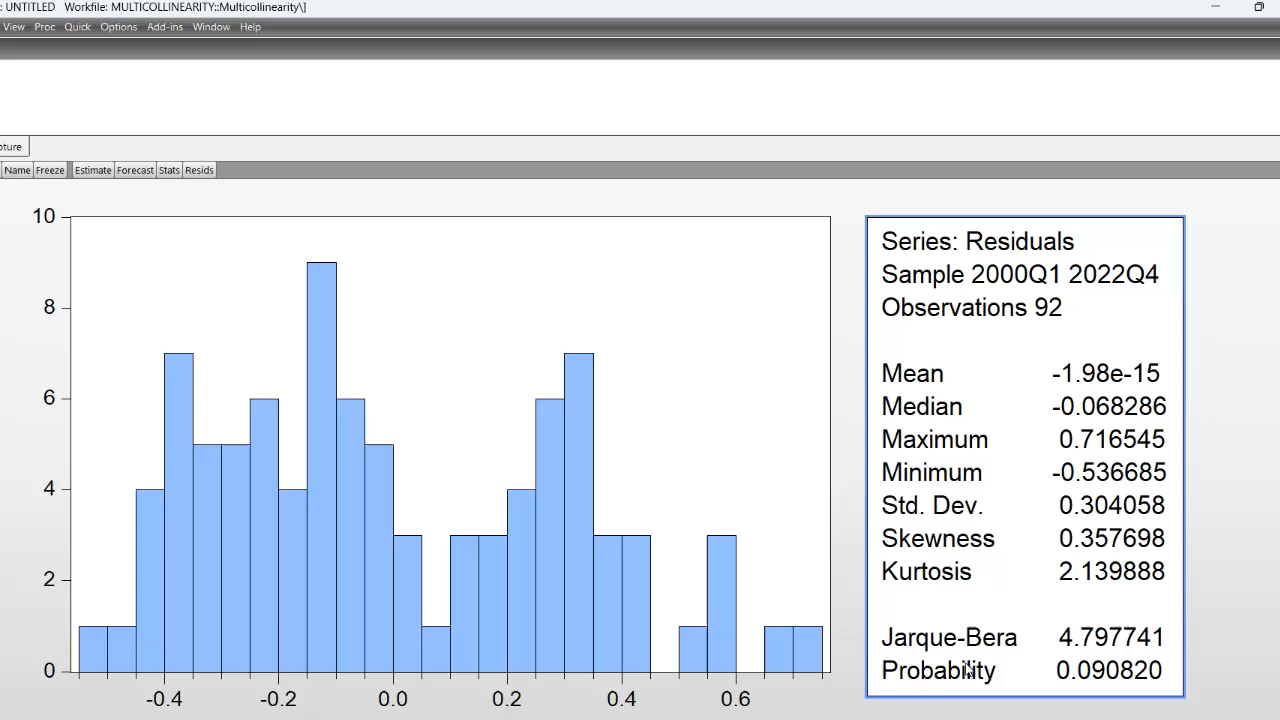 : UNTITLED Workfile: MULTICOLLINEARITY::Multicollinearity\]
View Proc Quick Options Add-ins Window Help
pture
Name Freeze Estimate Forecast Stats Resids
10
8
6
4
2
0
-0.4 -0.2 0.0 0.2 0.4 0.6
Series: Residuals
Sample 2000Q1 2022Q4
Observations 92
Mean -1.98e-15
Median -0.068286
Maximum 0.716545
Minimum -0.536685
Std. Dev. 0.304058
Skewness 0.357698
Kurtosis 2.139888
Jarque-Bera 4.797741
Probability 0.090820